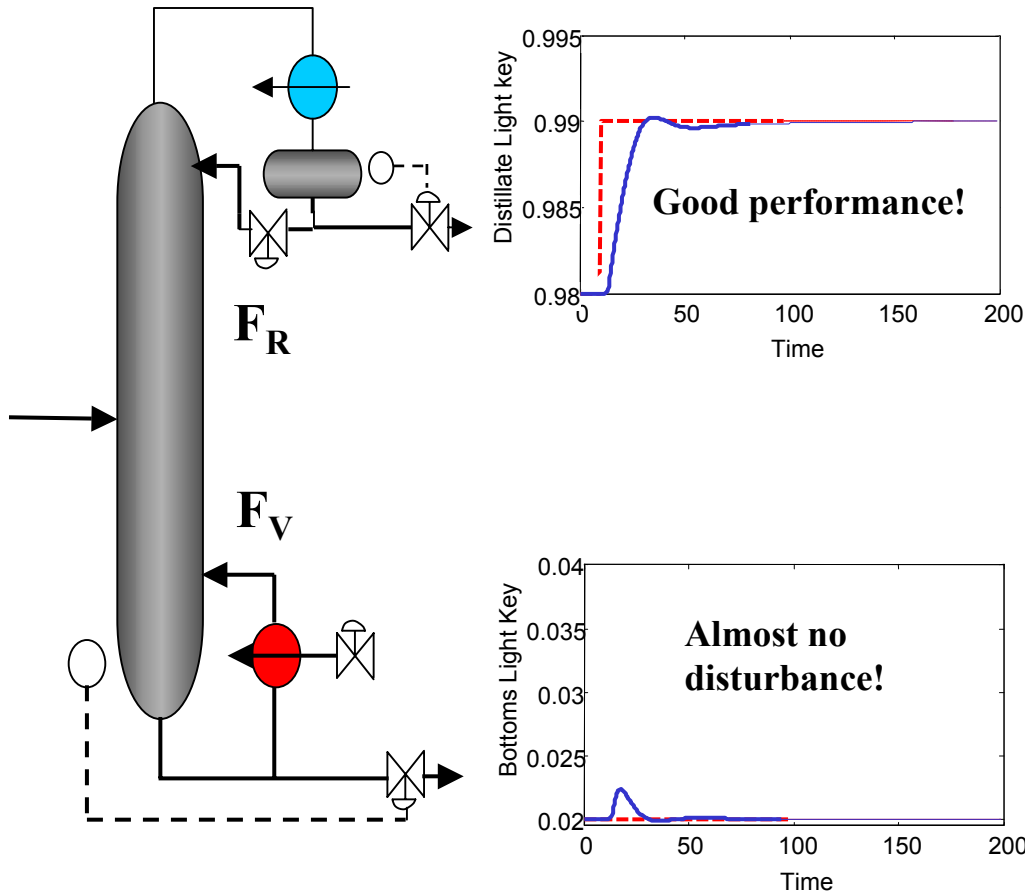 F_R
F_V
0.995
0.99
0.985
0.98
Distillate Light key
Good performance!
0
50
100
150
200
Time
0.04
0.035
0.03
0.025
0.02
Bottoms Light Key
Almost no
disturbance!
0
50
100
150
200
Time